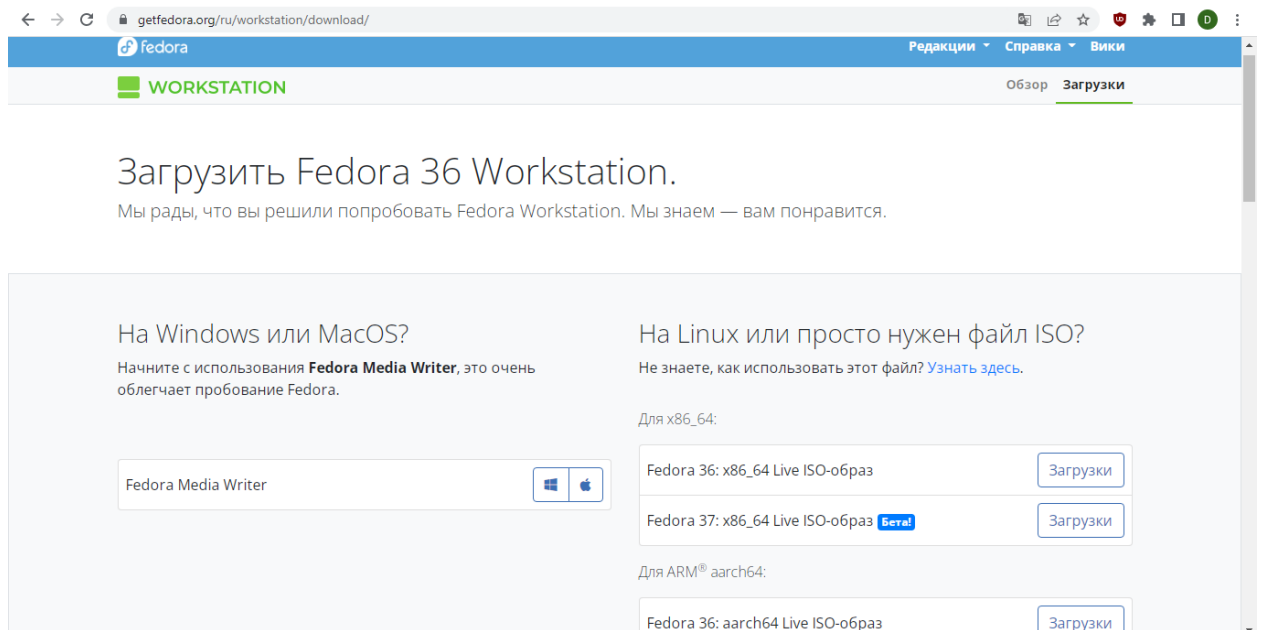 getfedora.org/ru/workstation/download/
D
fedora
Редакции Справка Вики
WORKSTATION
Обзор Загрузки
Загрузить Fedora 36 Workstation.
Мы рады, что вы решили попробовать Fedora Workstation. Мы знаем — вам понравится.
На Windows или MacOS?
Начните с использования Fedora Media Writer, это очень
облегчает пробование Fedora.
Fedora Media Writer
На Linux или просто нужен файл ISO?
Не знаете, как использовать этот файл? Узнать здесь.
Для x86_64:
Fedora 36: x86_64 Live ISO-образ Загрузки
Fedora 37: x86_64 Live ISO-образ Бета! Загрузки
Для ARM® aarch64:
Fedora 36: aarch64 Live ISO-образ Загрузки